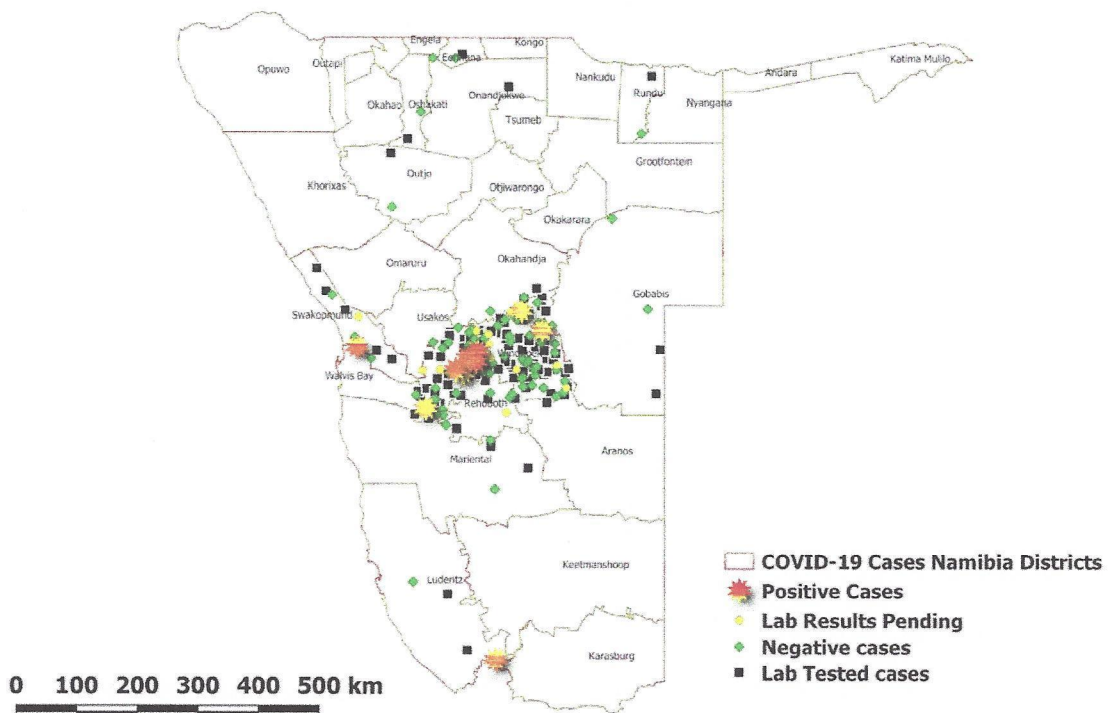 Engela
Kongo
Opuwo
Outapi
Eenhana
Nankudu
Andara
Katima Mulilo
Okahao
Oshakati
Onandjokwe
Rundu
Nyangana
Tsumeb
Grootfontein
Khorixas
Outjo
Otjiwarongo
Okakarara
Omaruru
Okahandja
Gobabis
Swakopmund
Usakos
Walvis Bay
Rehoboth
Mariental
Aranos
Luderitz
Keetmanshoop
Karasburg
COVID-19 Cases Namibia Districts
Positive Cases
Lab Results Pending
Negative cases
Lab Tested cases
0 100 200 300 400 500 km